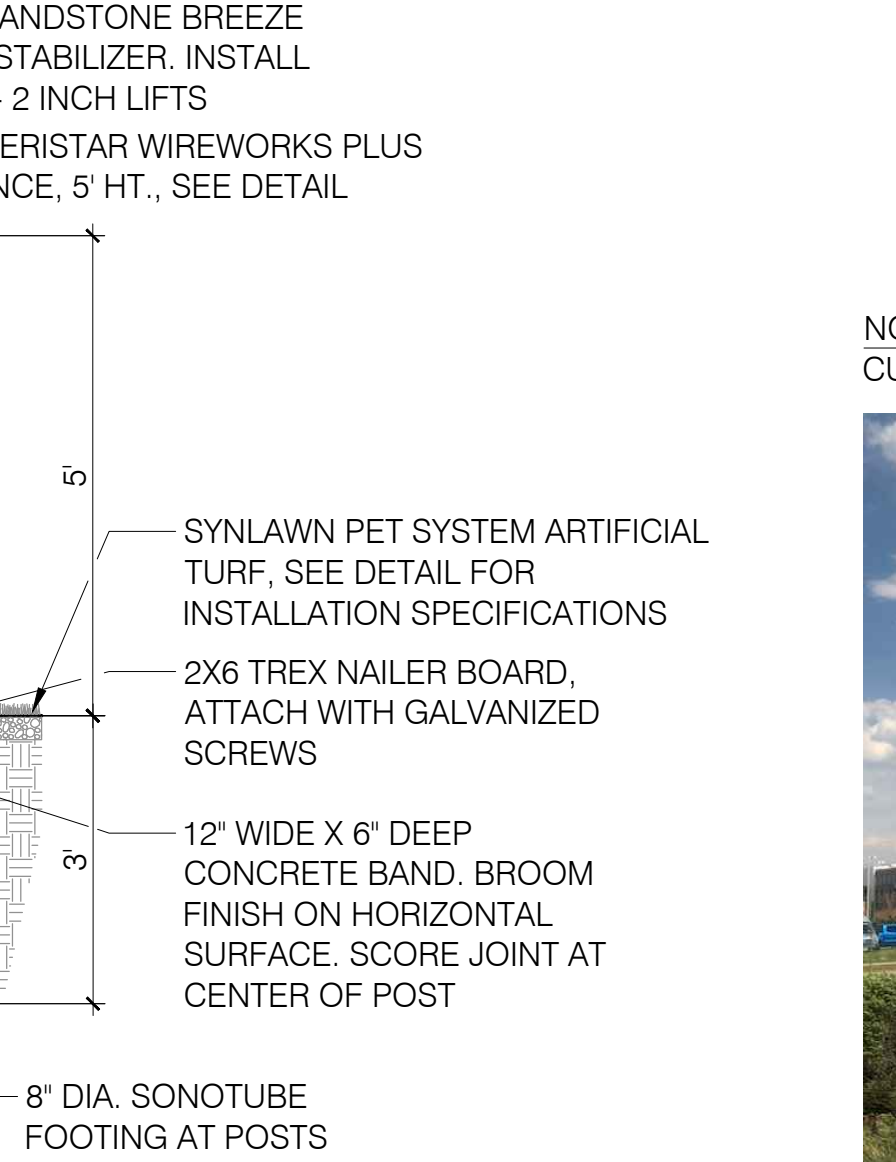 ANDSTONE BREEZE
STABILIZER. INSTALL
2 INCH LIFTS
ERISTAR WIREWORKS PLUS
NCE, 5' HT., SEE DETAIL
5'
SYNLAWN PET SYSTEM ARTIFICIAL
TURF, SEE DETAIL FOR
INSTALLATION SPECIFICATIONS
2X6 TREX NAILER BOARD,
ATTACH WITH GALVANIZED
SCREWS
3'
12" WIDE X 6" DEEP
CONCRETE BAND. BROOM
FINISH ON HORIZONTAL
SURFACE. SCORE JOINT AT
CENTER OF POST
8" DIA. SONOTUBE
FOOTING AT POSTS
NO
CU